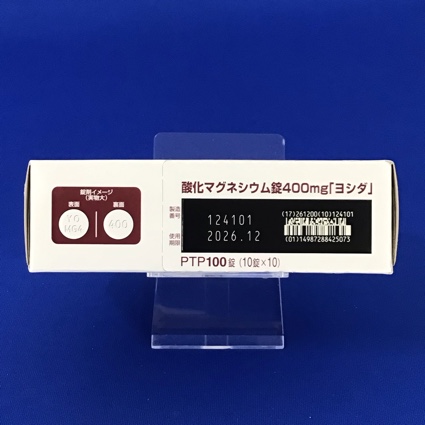 錠剤イメージ
(実物大)
表面 裏面
YO
MG4
400
酸化マグネシウム錠400mg「ヨシダ」
製造
番号 124101
使用
期限 2026.12
(17)261200(10)124101
(01)14987288425073
PTP100錠 (10錠×10)